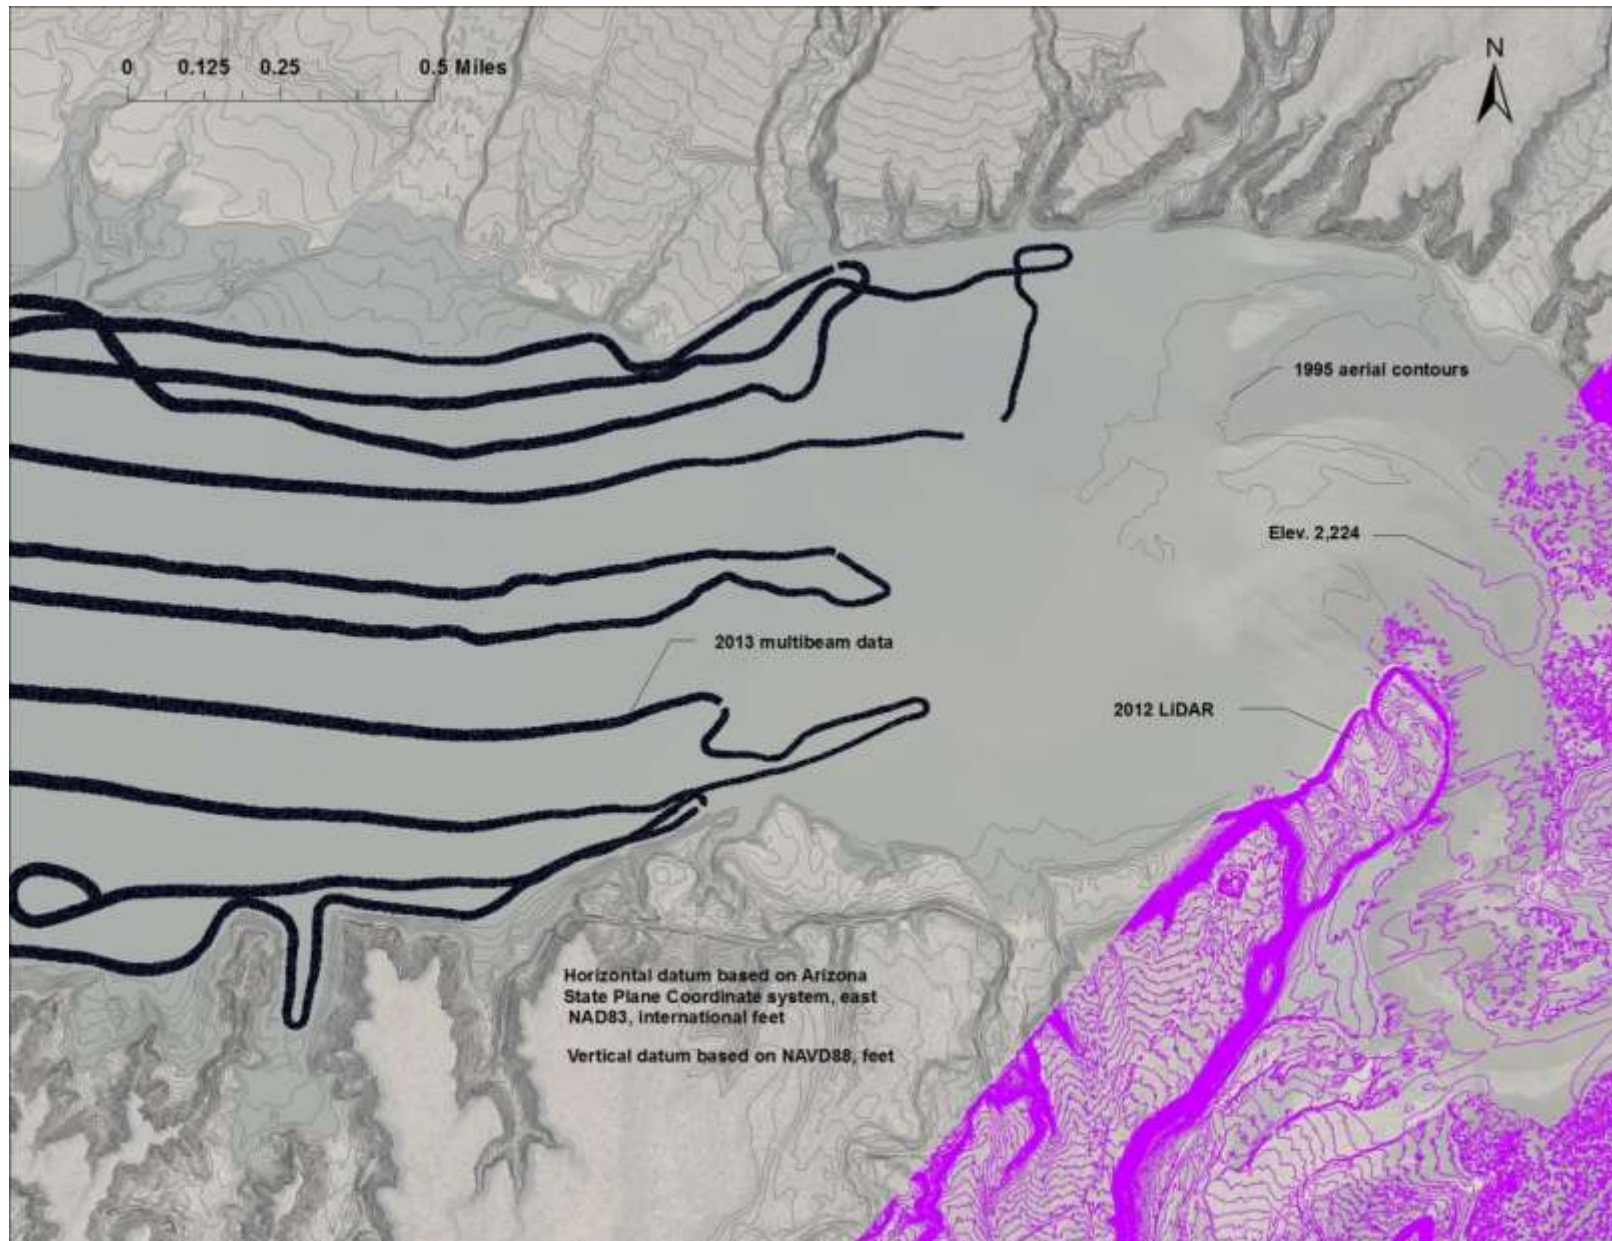 N
0 0.125 0.25 0.5 Miles
1995 aerial contours
Elev. 2,224
2013 multibeam data
2012 LiDAR
Horizontal datum based on Arizona
State Plane Coordinate system, east
NAD83, international feet
Vertical datum based on NAVD88, feet